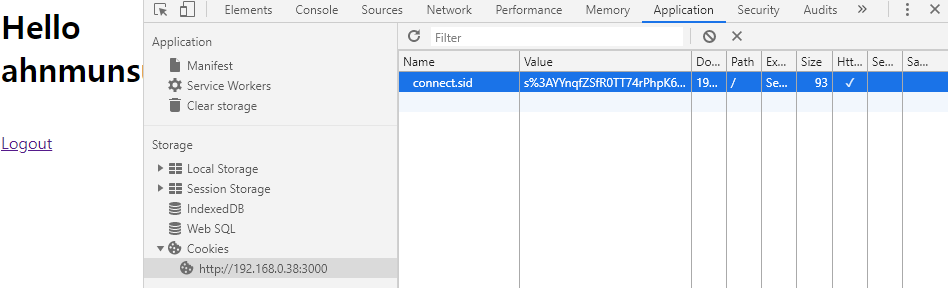 Hello
ahnmunsu
Logout
Elements Console Sources Network Performance Memory Application Security Audits »
Application
Manifest
Service Workers
Clear storage
Storage
Local Storage
Session Storage
IndexedDB
Web SQL
Cookies
http://192.168.0.38:3000
Filter
Name Value Do... Path Ex... Size Htt... Se... Sa...
connect.sid s%3AYYnqfZSfR0TT74rPhpK6... 19... / Se... 93 ✓